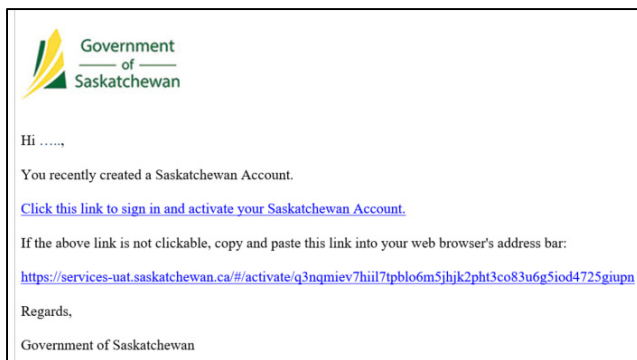 Government
of
Saskatchewan
Hi .....,
You recently created a Saskatchewan Account.
Click this link to sign in and activate your Saskatchewan Account.
If the above link is not clickable, copy and paste this link into your web browser's address bar:
https://services-uat.saskatchewan.ca/#/activate/q3nqmiev7hiil7tpblo6m5jhjk2pht3co83u6g5iod4725giupn
Regards,
Government of Saskatchewan